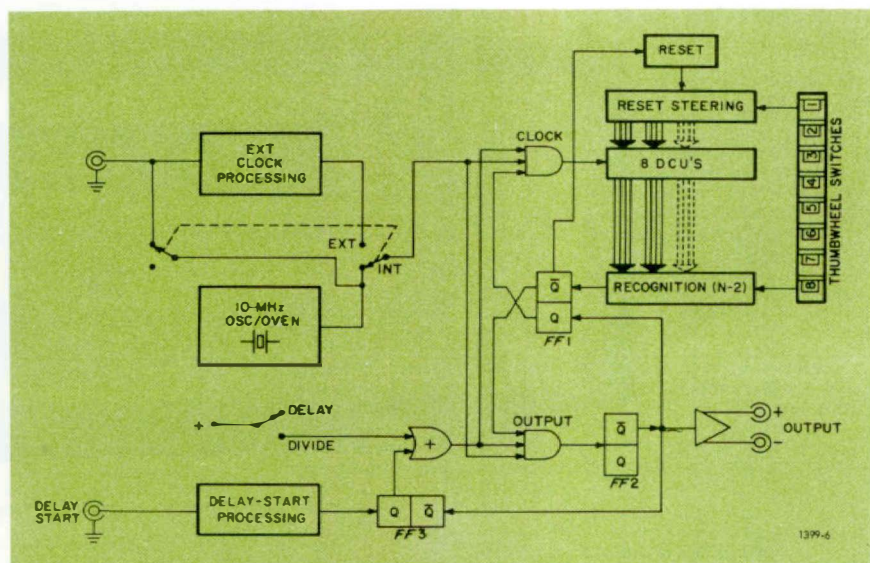 RESET
RESET STEERING
CLOCK
EXT
CLOCK
PROCESSING
8 DCU'S
1
2
3
4
5
6
7
8
THUMBWHEEL SWITCHES
EXT
INT
10-MHz
OSC/OVEN
Q̅
Q
FF1
RECOGNITION (N-2)
+
DELAY
DIVIDE
+
OUTPUT
Q̅
Q
FF2
+
-
OUTPUT
DELAY
START
DELAY-START
PROCESSING
Q
Q̅
FF3
1399-6